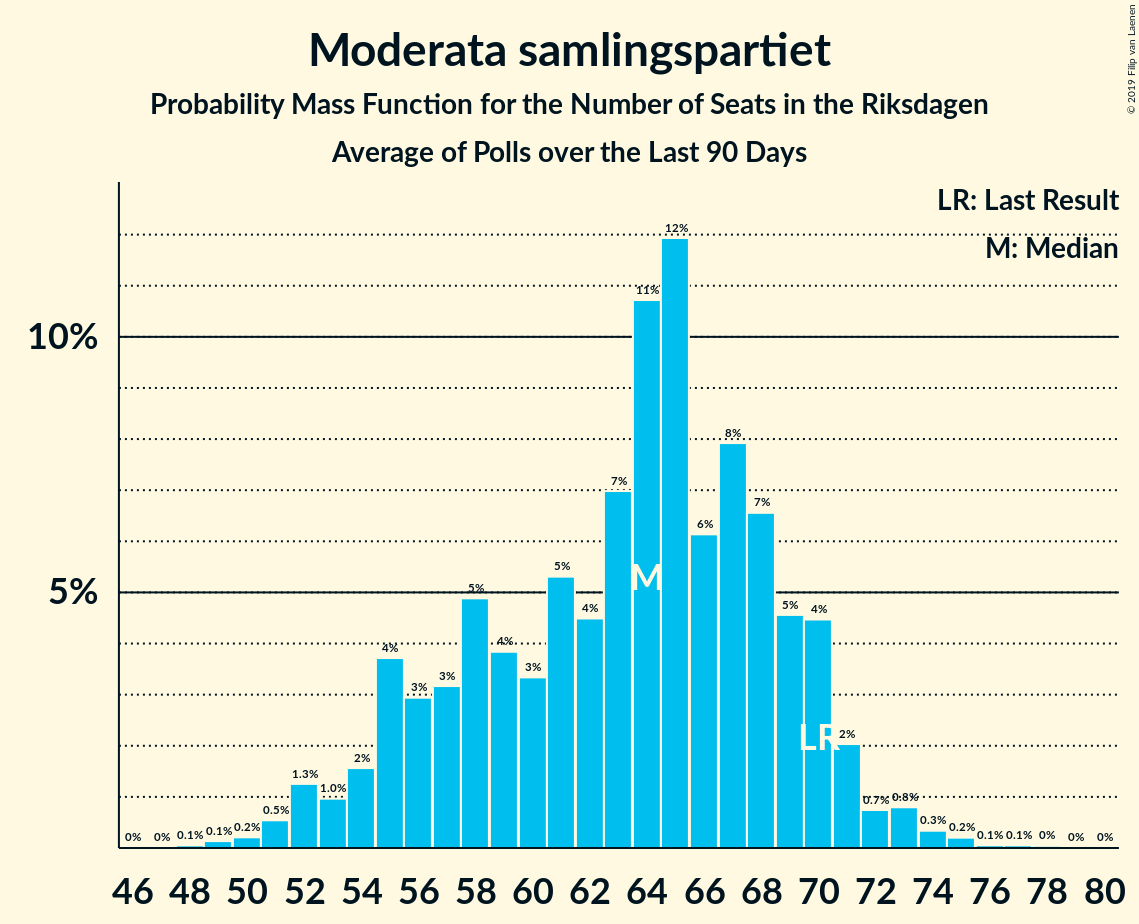 Moderata samlingspartiet
Probability Mass Function for the Number of Seats in the Riksdagen
Average of Polls over the Last 90 Days
© 2019 Filip van Laenen
LR: Last Result
M: Median
10%
5%
0% 0% 0.1% 0.1% 0.2% 0.5% 1.3% 1.0% 2% 4% 3% 3% 5% 4% 3% 5% 4% 7% 11% 12% 6% 8% 7% 5% 4% 2% 0.7% 0.8% 0.3% 0.2% 0.1% 0.1% 0% 0% 0%
M
LR
46 48 50 52 54 56 58 60 62 64 66 68 70 72 74 76 78 80